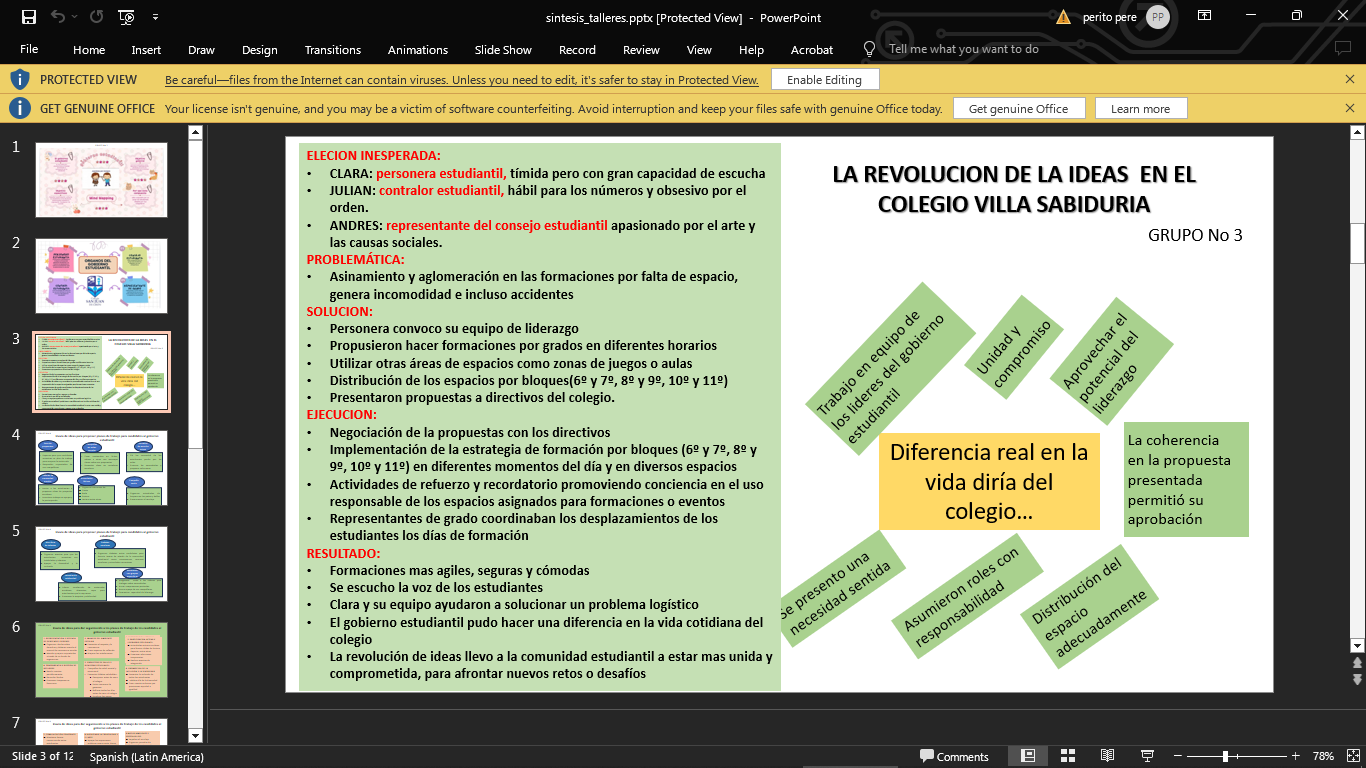 sintesis_talleres.pptx [Protected View] - PowerPoint
perito pere
PP
File Home Insert Draw Design Transitions Animations Slide Show Record Review View Help Acrobat Tell me what you want to do
PROTECTED VIEW Be careful—files from the Internet can contain viruses. Unless you need to edit, it's safer to stay in Protected View. Enable Editing
GET GENUINE OFFICE Your license isn't genuine, and you may be a victim of software counterfeiting. Avoid interruption and keep your files safe with genuine Office today. Get genuine Office Learn more
1
2
3
4
5
6
7
ELECION INESPERADA:
• CLARA: personera estudiantil, tímida pero con gran capacidad de escucha
• JULIAN: contralor estudiantil, hábil para los números y obsesivo por el
orden.
• ANDRES: representante del consejo estudiantil apasionado por el arte y
las causas sociales.
PROBLEMÁTICA:
• Asinamiento y aglomeración en las formaciones por falta de espacio,
genera incomodidad e incluso accidentes
SOLUCION:
• Personera convoco su equipo de liderazgo
• Propusieron hacer formaciones por grados en diferentes horarios
• Utilizar otras áreas de espacios como zonas de juegos o aulas
• Distribución de los espacios por bloques(6º y 7º, 8º y 9º, 10º y 11º)
• Presentaron propuestas a directivos del colegio.
EJECUCION:
• Negociación de la propuestas con los directivos
• Implementación de la estrategia de formación por bloques (6º y 7º, 8º y
9º, 10º y 11º) en diferentes momentos del día y en diversos espacios
• Actividades de refuerzo y recordatorio promoviendo conciencia en el uso
responsable de los espacios asignados para formaciones o eventos
• Representantes de grado coordinaban los desplazamientos de los
estudiantes los días de formación
RESULTADO:
• Formaciones mas agiles, seguras y cómodas
• Se escucho la voz de los estudiantes
• Clara y su equipo ayudaron a solucionar un problema logístico
• El gobierno estudiantil pudo hacer una diferencia en la vida cotidiana del
colegio
• La revolución de ideas llevo a la comunidad estudiantil a estar mas unida y
comprometida, para afrontar nuevos retos o desafíos
LA REVOLUCION DE LA IDEAS EN EL
COLEGIO VILLA SABIDURIA
GRUPO No 3
Trabajo en equipo de
los lideres del gobierno
estudiantil
Unidad y
compromiso
Aprovechar el
potencial del
liderazgo
Diferencia real en la
vida diría del
colegio...
La coherencia
en la propuesta
presentada
permitió su
aprobación
Se presento una
necesidad sentida
Asumieron roles con
responsabilidad
Distribución del
espacio
adecuadamente
Slide 3 of 12 Spanish (Latin America) Comments 78%